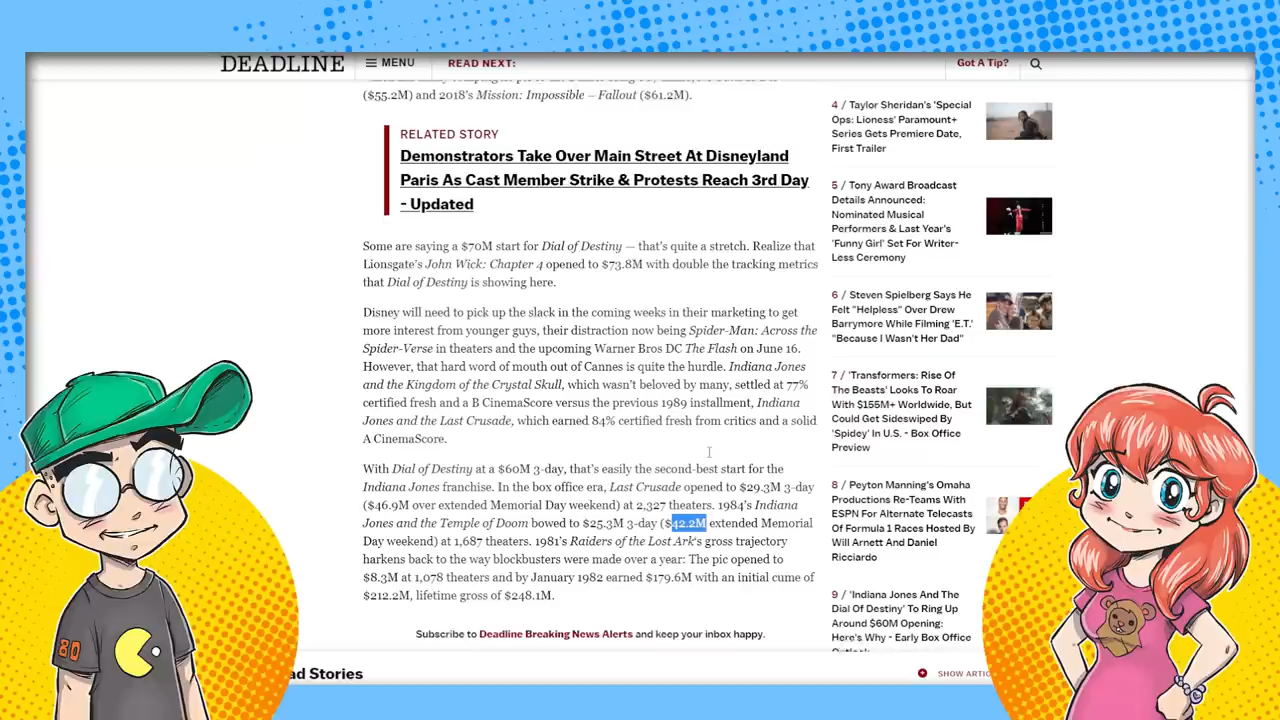 DEADLINE
MENU
READ NEXT:
Got A Tip?
($55.2M) and 2018's Mission: Impossible – Fallout ($61.2M).
RELATED STORY
Demonstrators Take Over Main Street At Disneyland
Paris As Cast Member Strike & Protests Reach 3rd Day
- Updated
Some are saying a $70M start for Dial of Destiny — that's quite a stretch. Realize that
Lionsgate's John Wick: Chapter 4 opened to $73.8M with double the tracking metrics
that Dial of Destiny is showing here.
Disney will need to pick up the slack in the coming weeks in their marketing to get
more interest from younger guys, their distraction now being Spider-Man: Across the
Spider-Verse in theaters and the upcoming Warner Bros DC The Flash on June 16.
However, that hard word of mouth out of Cannes is quite the hurdle. Indiana Jones
and the Kingdom of the Crystal Skull, which wasn't beloved by many, settled at 77%
certified fresh and a B CinemaScore versus the previous 1989 installment, Indiana
Jones and the Last Crusade, which earned 84% certified fresh from critics and a solid
A CinemaScore.
With Dial of Destiny at a $60M 3-day, that's easily the second-best start for the
Indiana Jones franchise. In the box office era, Last Crusade opened to $29.3M 3-day
($46.9M over extended Memorial Day weekend) at 2,327 theaters. 1984's Indiana
Jones and the Temple of Doom bowed to $25.3M 3-day ($42.2M extended Memorial
Day weekend) at 1,687 theaters. 1981's Raiders of the Lost Ark's gross trajectory
harkens back to the way blockbusters were made over a year: The pic opened to
$8.3M at 1,078 theaters and by January 1982 earned $179.6M with an initial cume of
$212.2M, lifetime gross of $248.1M.
Subscribe to Deadline Breaking News Alerts and keep your inbox happy.
ad Stories
SHOW ARTIC
4 / Taylor Sheridan's 'Special
Ops: Lioness' Paramount+
Series Gets Premiere Date,
First Trailer
5 / Tony Award Broadcast
Details Announced:
Nominated Musical
Performers & Last Year's
'Funny Girl' Set For Writer-
Less Ceremony
6 / Steven Spielberg Says He
Felt "Helpless" Over Drew
Barrymore While Filming 'E.T.'
"Because I Wasn't Her Dad"
7 / 'Transformers: Rise Of
The Beasts' Looks To Roar
With $155M+ Worldwide, But
Could Get Sideswiped By
'Spidey' In U.S. - Box Office
Preview
8 / Peyton Manning's Omaha
Productions Re-Teams With
ESPN For Alternate Telecasts
Of Formula 1 Races Hosted By
Will Arnett And Daniel
Ricciardo
9 / 'Indiana Jones And The
Dial Of Destiny' To Ring Up
Around $60M Opening:
Here's Why - Early Box Office
80